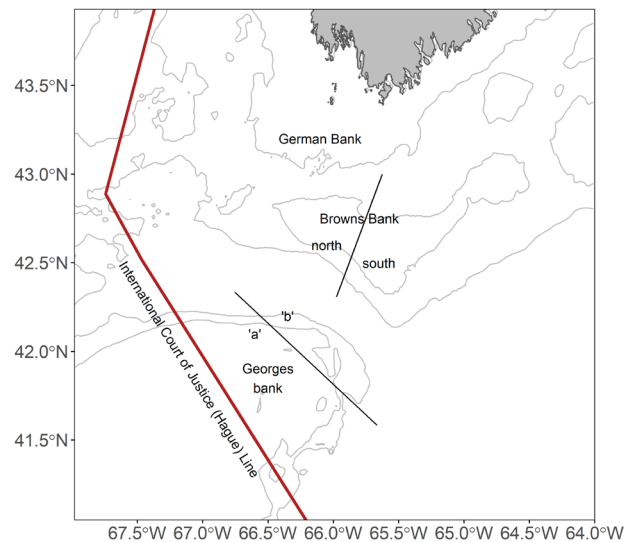 43.5°N
43.0°N
42.5°N
42.0°N
41.5°N
German Bank
Browns Bank
north
south
'b'
'a'
Georges
bank
International Court of Justice (Hague) Line
67.5°W 67.0°W 66.5°W 66.0°W 65.5°W 65.0°W 64.5°W 64.0°W